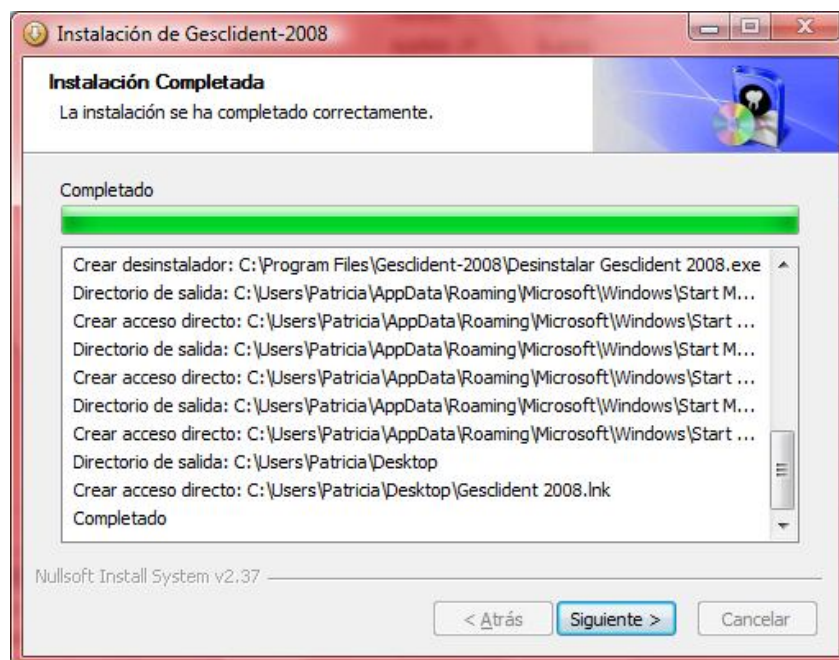 Instalación de Gesclident-2008
Instalación Completada
La instalación se ha completado correctamente.
Completado
Crear desinstalador: C:\Program Files\Gesclident-2008\Desinstalar Gesclident 2008.exe
Directorio de salida: C:\Users\Patricia\AppData\Roaming\Microsoft\Windows\Start M...
Crear acceso directo: C:\Users\Patricia\AppData\Roaming\Microsoft\Windows\Start ...
Directorio de salida: C:\Users\Patricia\AppData\Roaming\Microsoft\Windows\Start M...
Crear acceso directo: C:\Users\Patricia\AppData\Roaming\Microsoft\Windows\Start ...
Directorio de salida: C:\Users\Patricia\AppData\Roaming\Microsoft\Windows\Start M...
Crear acceso directo: C:\Users\Patricia\AppData\Roaming\Microsoft\Windows\Start ...
Directorio de salida: C:\Users\Patricia\Desktop
Crear acceso directo: C:\Users\Patricia\Desktop\Gesclident 2008.lnk
Completado
Nullsoft Install System v2.37
< Atrás Siguiente > Cancelar